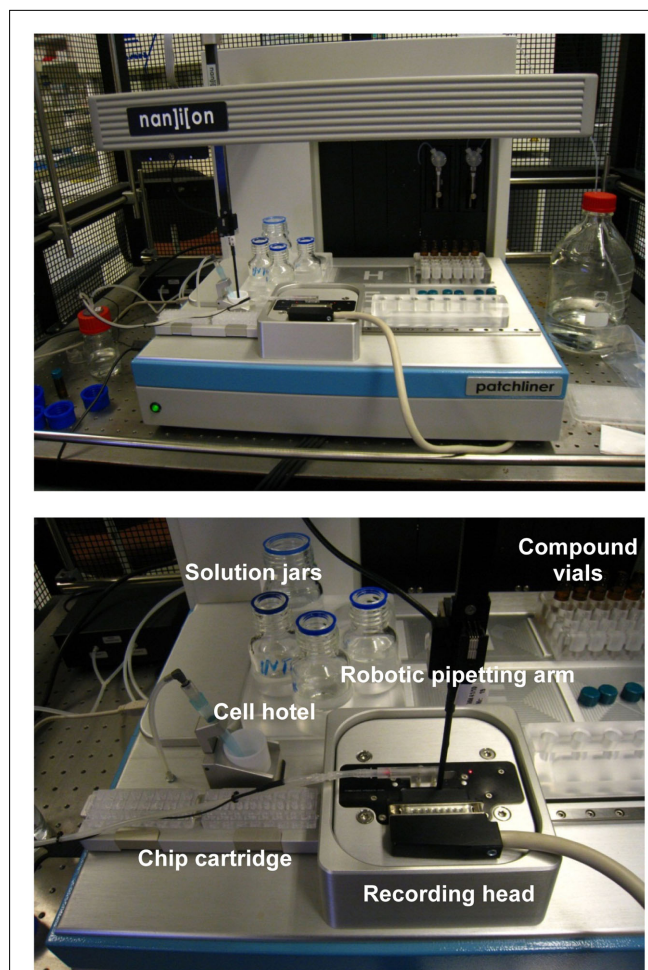 nan]i[on
H
patchliner
Compound
vials
Solution jars
Robotic pipetting arm
Cell hotel
Chip cartridge
Recording head